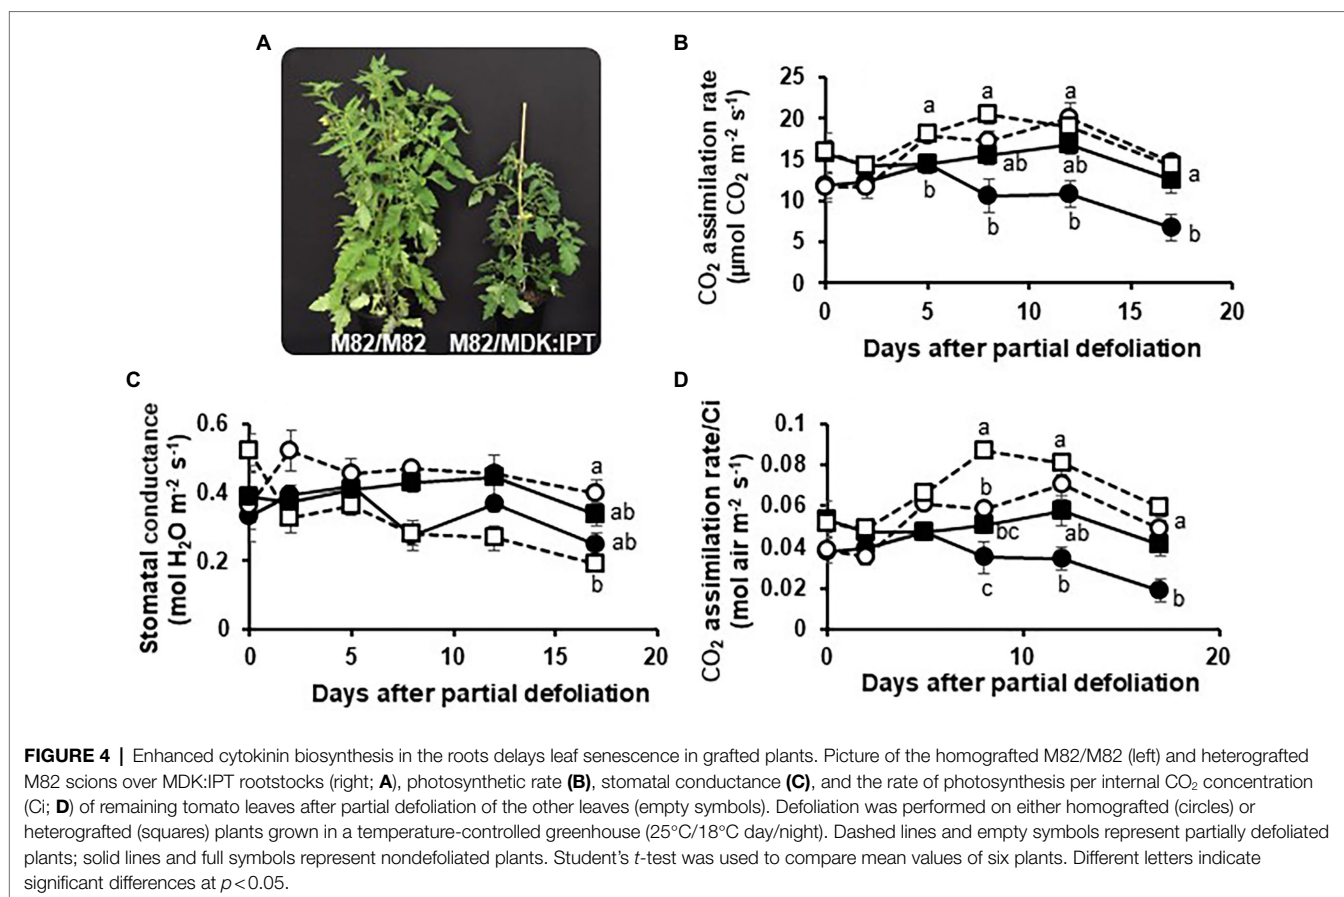 A
M82/M82 M82/MDK:IPT
B
CO₂ assimilation rate
(µmol CO₂ m⁻² s⁻¹)
25
20
15
10
5
0
a
a
a
b
ab
ab
b
b
a
b
0 5 10 15 20
Days after partial defoliation
C
Stomatal conductance
(mol H₂O m⁻² s⁻¹)
0.6
0.4
0.2
0
a
ab
ab
b
0 5 10 15 20
Days after partial defoliation
D
CO₂ assimilation rate/Ci
(mol air m⁻² s⁻¹)
0.1
0.08
0.06
0.04
0.02
0
a
a
b
bc
ab
c
b
a
b
0 10 20
Days after partial defoliation
FIGURE 4 | Enhanced cytokinin biosynthesis in the roots delays leaf senescence in grafted plants. Picture of the homografted M82/M82 (left) and heterografted
M82 scions over MDK:IPT rootstocks (right; A), photosynthetic rate (B), stomatal conductance (C), and the rate of photosynthesis per internal CO₂ concentration
(Ci; D) of remaining tomato leaves after partial defoliation of the other leaves (empty symbols). Defoliation was performed on either homografted (circles) or
heterografted (squares) plants grown in a temperature-controlled greenhouse (25°C/18°C day/night). Dashed lines and empty symbols represent partially defoliated
plants; solid lines and full symbols represent nondefoliated plants. Student's t-test was used to compare mean values of six plants. Different letters indicate
significant differences at p < 0.05.